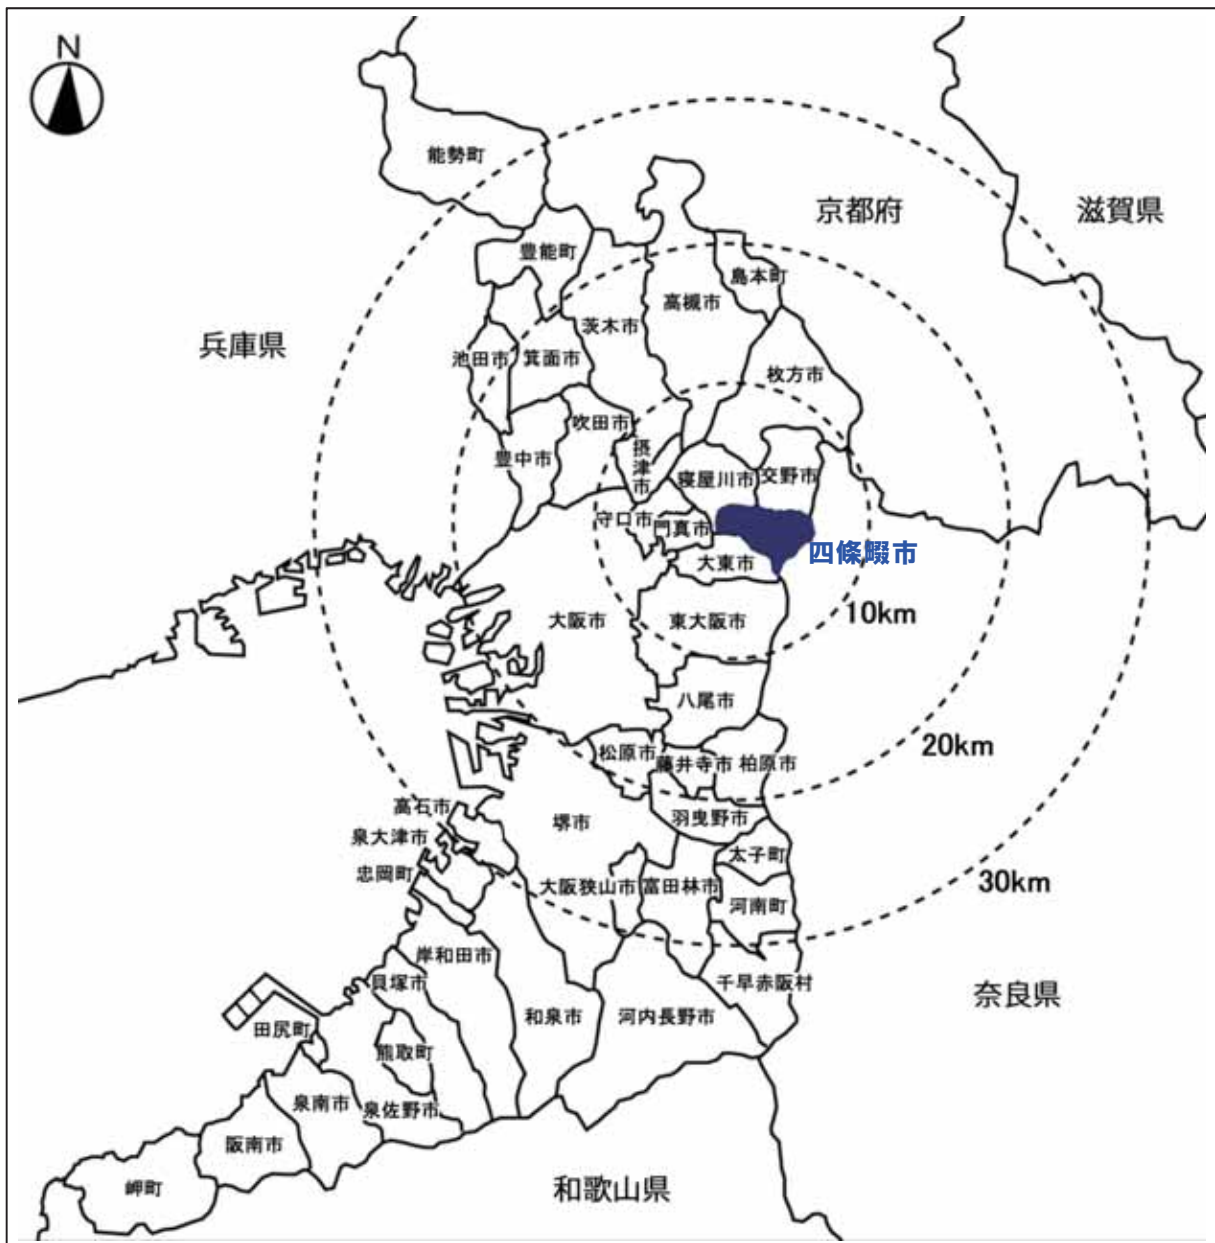 N
能勢町
京都府
滋賀県
豊能町
島本町
高槻市
茨木市
兵庫県
池田市
箕面市
枚方市
吹田市
豊中市
摂津市
寝屋川市
交野市
守口市
門真市
四條畷市
大東市
10km
大阪市
東大阪市
八尾市
20km
松原市
藤井寺市
柏原市
高石市
堺市
羽曳野市
泉大津市
太子町
忠岡町
大阪狭山市
富田林市
30km
河南町
岸和田市
貝塚市
千早赤阪村
奈良県
和泉市
河内長野市
田尻町
熊取町
泉南市
泉佐野市
阪南市
岬町
和歌山県